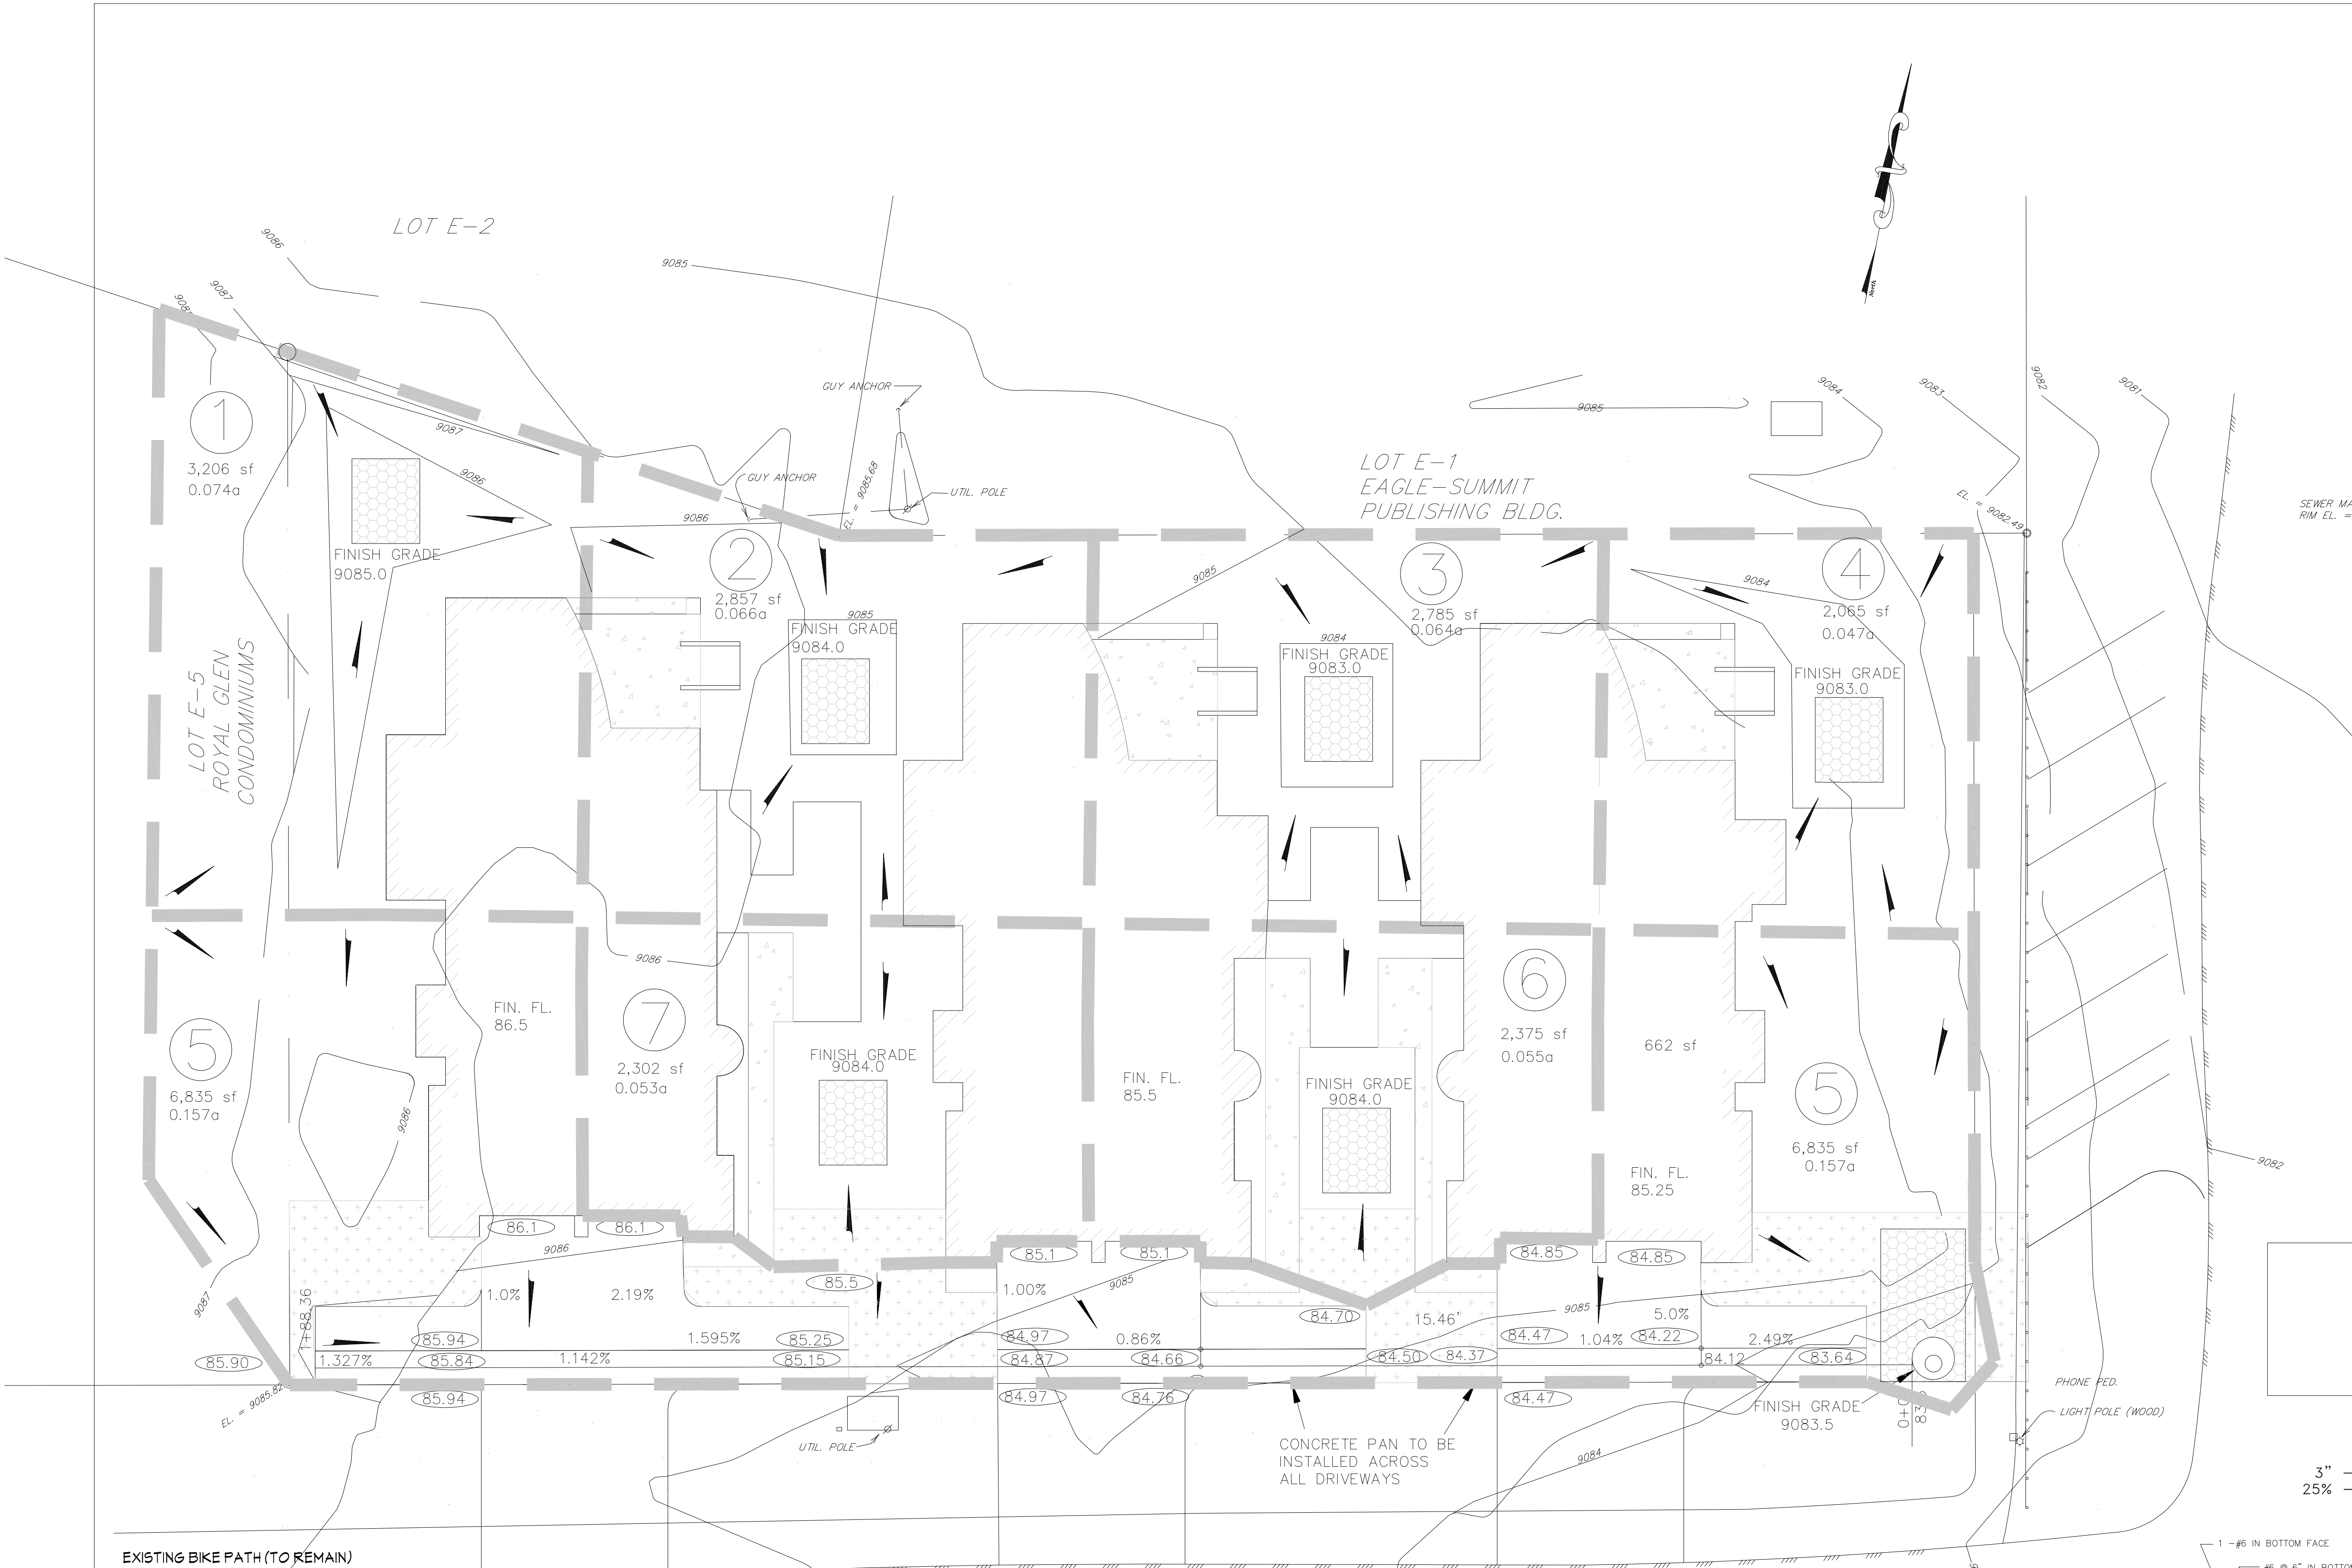 LOT E-2
9086
9085
9087
9087
9086
GUY ANCHOR
GUY ANCHOR
UTIL. POLE
EL. = 9085.68
9086
9085
9084
9083
9082
9081
North
LOT E-1
EAGLE-SUMMIT
PUBLISHING BLDG.
EL. = 9082.49
SEWER MA
RIM EL. =
1
3,206 sf
0.074a
FINISH GRADE
9085.0
2
2,857 sf
0.066a
9085
FINISH GRADE
9084.0
9085
3
2,785 sf
0.064a
9084
FINISH GRADE
9083.0
9084
4
2,065 sf
0.047a
FINISH GRADE
9083.0
LOT E-5
ROYAL GLEN
CONDOMINIUMS
9086
5
6,835 sf
0.157a
9086
FIN. FL.
86.5
7
2,302 sf
0.053a
FINISH GRADE
9084.0
FIN. FL.
85.5
FINISH GRADE
9084.0
6
2,375 sf
0.055a
662 sf
FIN. FL.
85.25
5
6,835 sf
0.157a
9082
86.1
86.1
9086
85.1
85.1
84.85
84.85
85.5
9085
9085
1.0%
2.19%
1.00%
84.70
15.46'
5.0%
9087
1+88.36
85.94
1.595%
85.25
84.97
0.86%
84.47
1.04%
84.22
2.49%
85.90
1.327%
85.84
1.142%
85.15
84.87
84.66
84.50
84.37
84.12
83.64
EL. = 9085.82
85.94
84.97
84.76
84.47
FINISH GRADE
9083.5
PHONE PED.
LIGHT POLE (WOOD)
UTIL. POLE
CONCRETE PAN TO BE
INSTALLED ACROSS
ALL DRIVEWAYS
9084
3"
25%
EXISTING BIKE PATH (TO REMAIN)
1 -#6 IN BOTTOM FACE